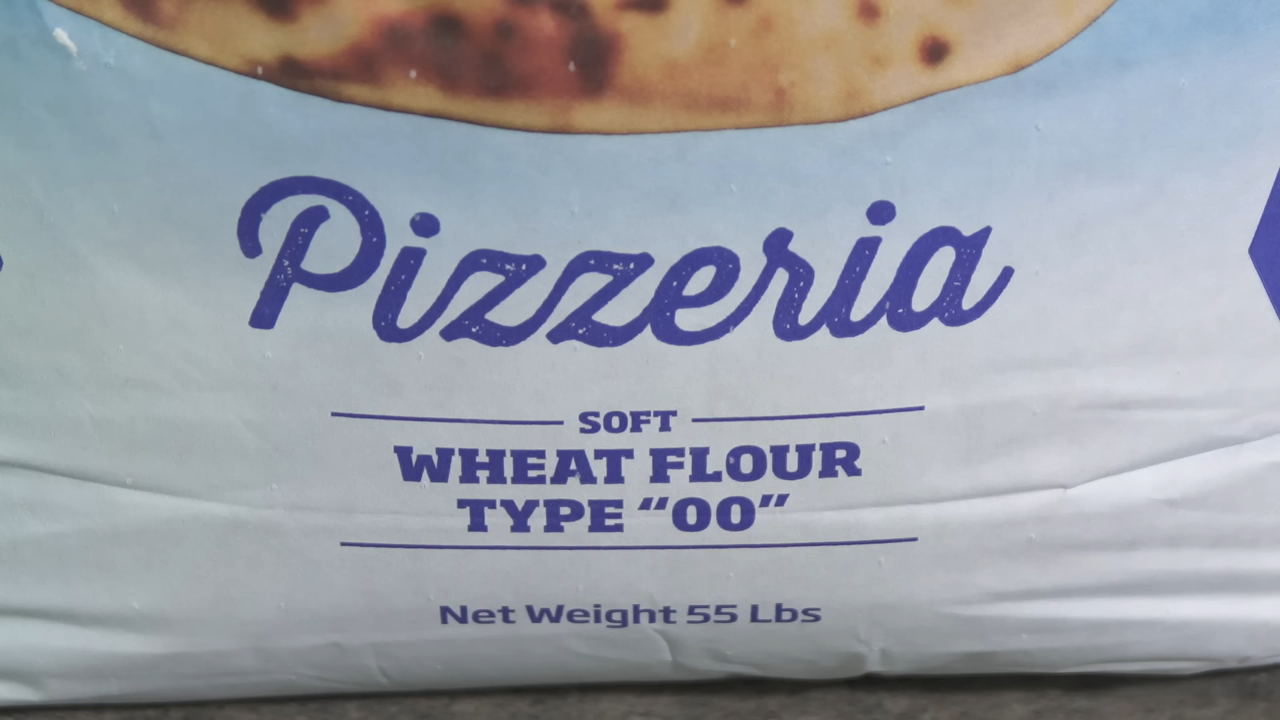 Pizzeria
SOFT
WHEAT FLOUR
TYPE “00”
Net Weight 55 Lbs